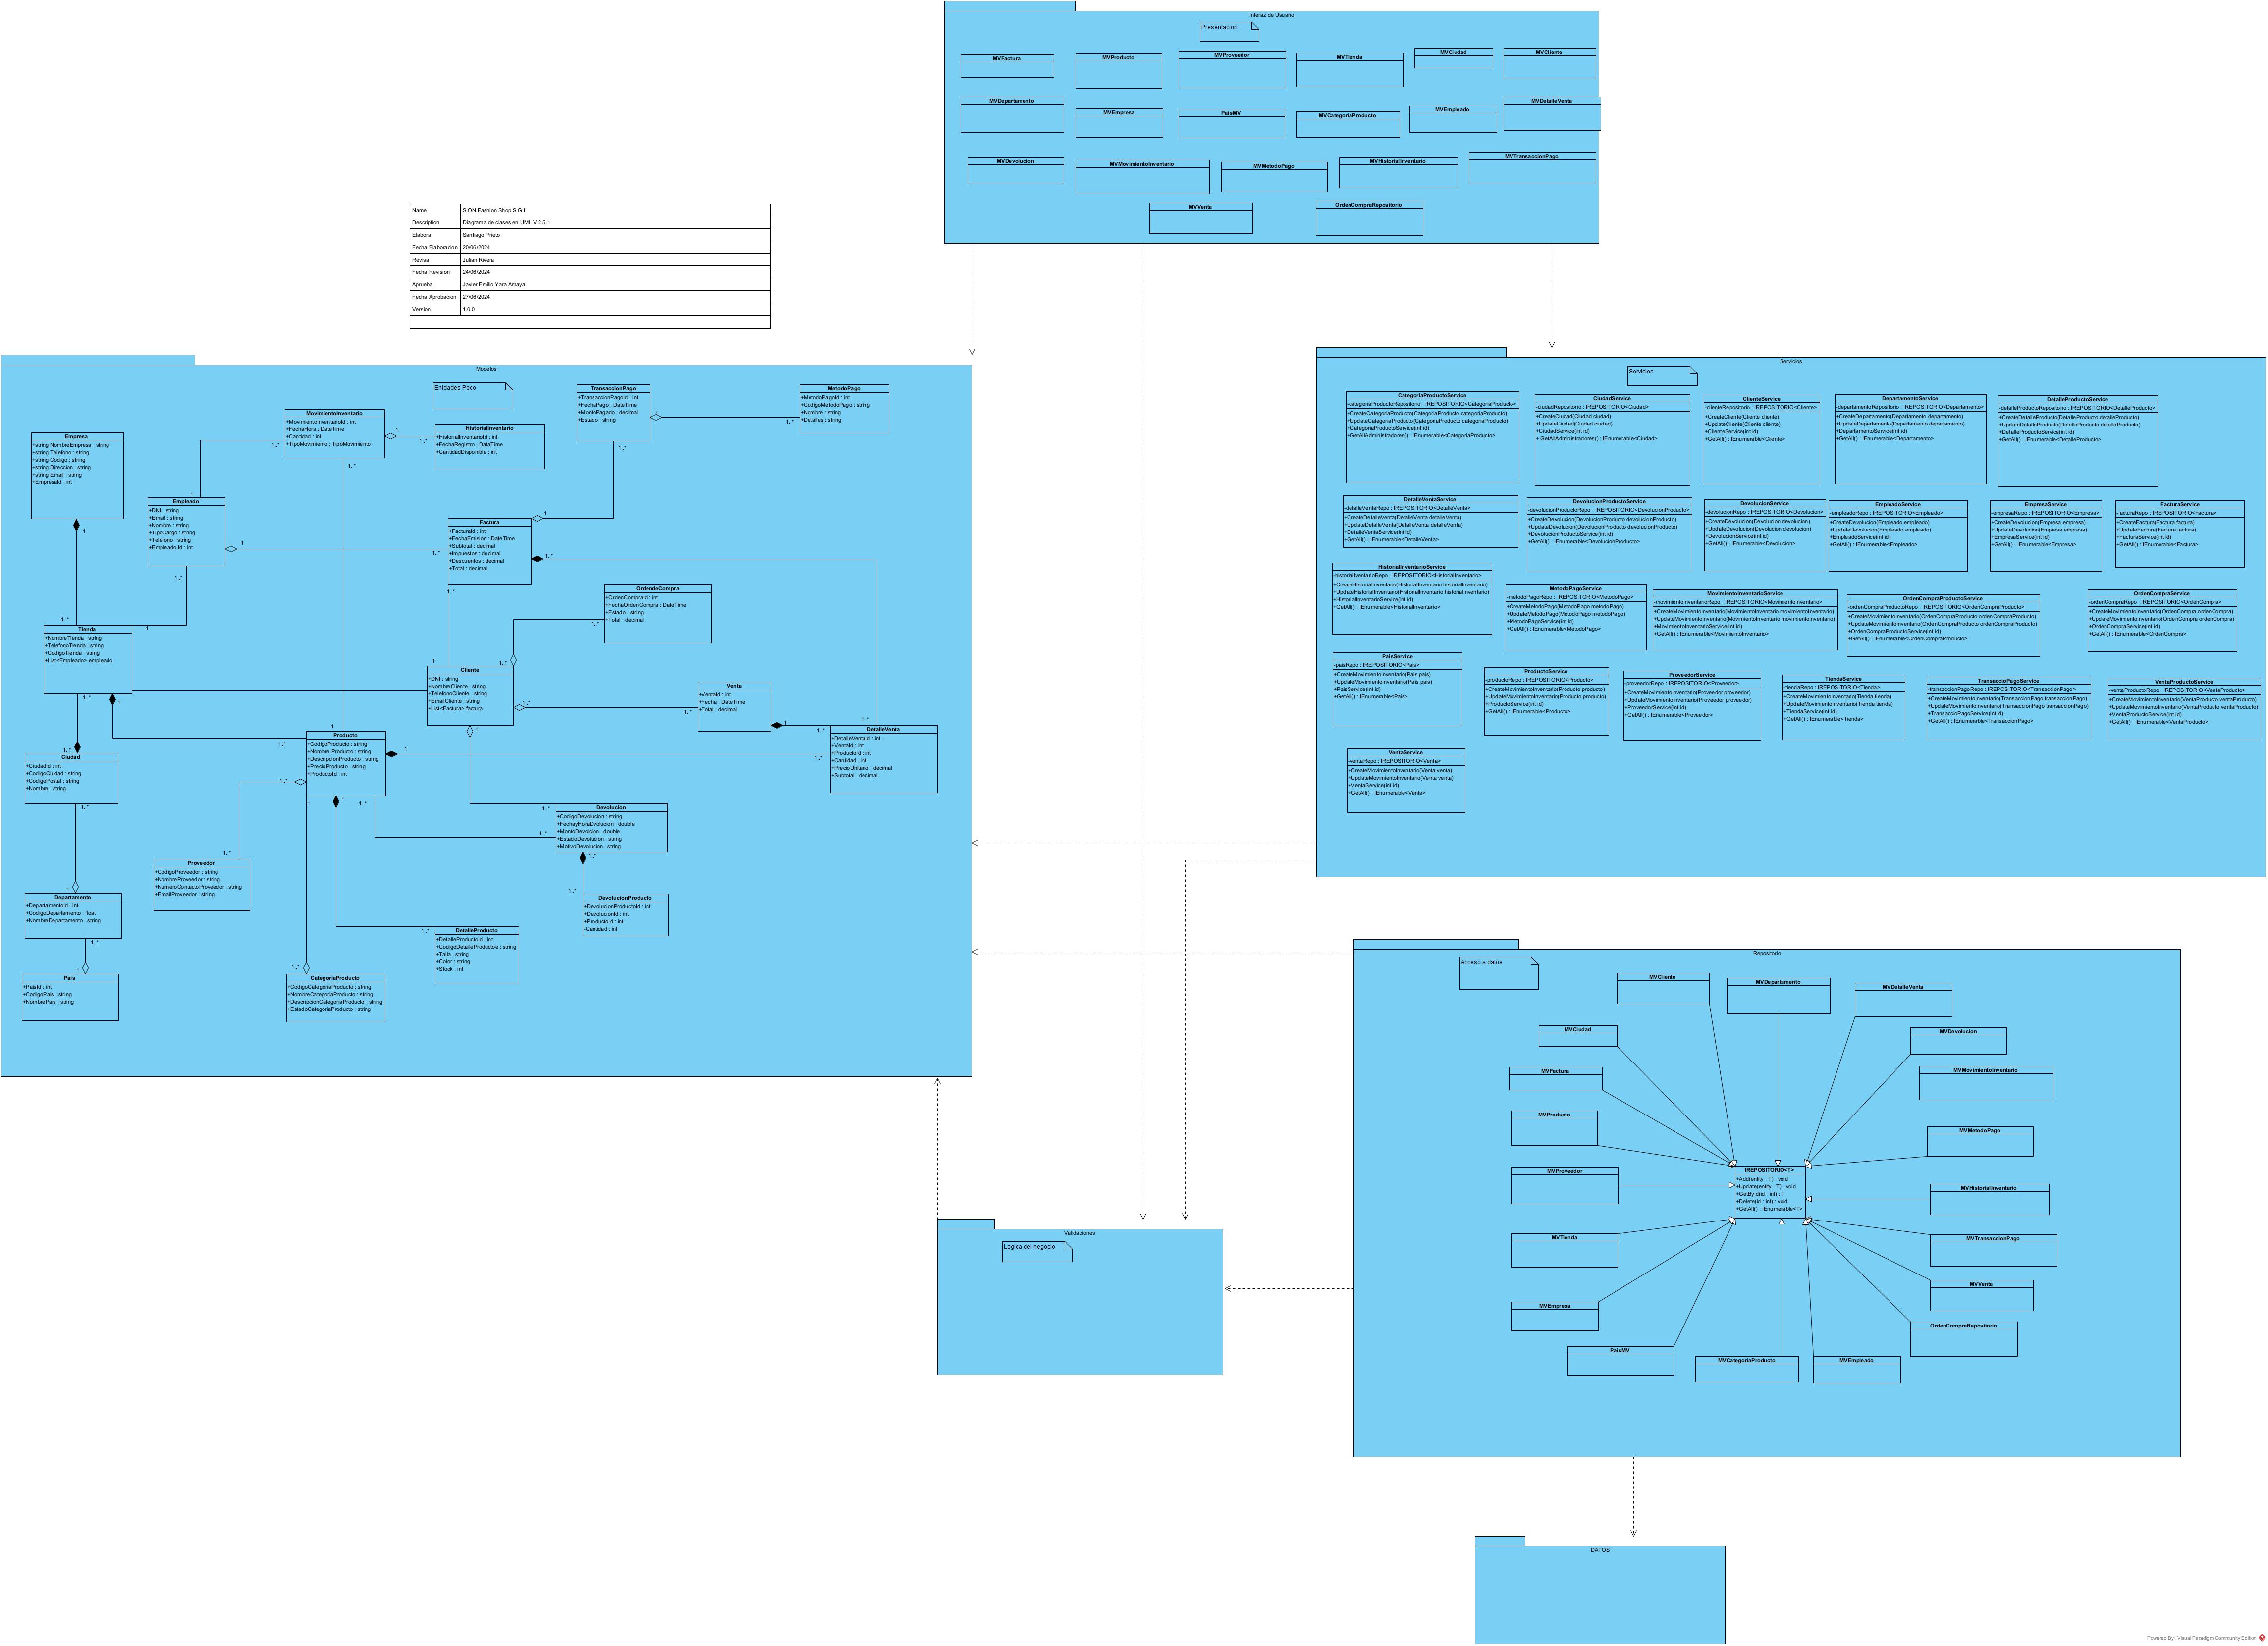 Interaz de Usuario
Presentacion
MVFactura
MVProducto
MVProveedor
MVTienda
MVCiudad
MVCliente
MVDepartamento
MVEmpresa
PaisMV
MVCategoriaProducto
MVEmpleado
MVDetalleVenta
MVDevolucion
MVMovimientoInventario
MVMetodoPago
MVHistorialInventario
MVTransaccionPago
MVVenta
OrdenCompraRepositorio
Name SION Fashion Shop S.G.I.
Description Diagrama de clases en UML V 2.5.1
Elabora Santiago Prieto
Fecha Elaboracion 20/06/2024
Revisa Julian Rivera
Fecha Revision 24/06/2024
Aprueba Javier Emilio Yara Amaya
Fecha Aprobacion 27/06/2024
Version 1.0.0
Modelos
Enidades Poco
TransaccionPago
+TransaccionPagoId : int
+FechaPago : DateTime
+MontoPagado : decimal
+Estado : string
1
1..*
1..*
MetodoPago
+MetodoPagoId : int
+CodigoMetodoPago : string
+Nombre : string
+Detalles : string
MovimientoInventario
+MovimientoInventarioId : int
+FechaHora : DateTime
+Cantidad : int
+TipoMovimiento : TipoMovimiento
1
1..*
1..*
1..*
HistorialInventario
+HistorialInventarioId : int
+FechaRegistro : DataTime
+CantidadDisponible : int
Empresa
+string NombreEmpresa : string
+string Telefono : string
+string Codigo : string
+string Direccion : string
+string Email : string
+EmpresaId : int
1
1..*
Empleado
+DNI : string
+Email : string
+Nombre : string
+TipoCargo : string
+Telefono : string
+Empleado Id : int
1
1
1..*
1..*
Factura
+FacturaId : int
+FechaEmision : DateTime
+Subtotal : decimal
+Impuestos : decimal
+Descuentos : decimal
+Total : decimal
1
1..*
1..*
OrdendeCompra
+OrdenCompraId : int
+FechaOrdenCompra : DateTime
+Estado : string
+Total : decimal
1..*
1..*
Tienda
+NombreTienda : string
+TelefonoTienda : string
+CodigoTienda : string
+List<Empleado> empleado
1
1..*
1
Cliente
+DNI : string
+NombreCliente : string
+TelefonoCliente : string
+EmailCliente : string
+List<Factura> factura
1
1..*
1..*
1
Venta
+VentaId : int
+Fecha : DateTime
+Total : decimal
1
1..*
1..*
DetalleVenta
+DetalleVentaId : int
+VentaId : int
+ProductoId : int
+Cantidad : int
+PrecioUnitario : decimal
+Subtotal : decimal
1..*
Producto
+CodigoProducto : string
+Nombre Producto : string
+DescripcionProducto : string
+PrecioProducto : string
+ProductoId : int
1
1..*
1
1..*
1
1
1..*
1..*
Ciudad
+CiudadId : int
+CodigoCiudad : string
+CodigoPostal : string
+Nombre : string
1..*
1..*
Devolucion
+CodigoDevolucion : string
+FechayHoraDvolucion : double
+MontoDevolcion : double
+EstadoDevolucion : string
+MotivoDevolucion : string
1..*
1..*
1..*
1..*
DevolucionProducto
+DevolucionProductoId : int
+DevolucionId : int
+ProductoId : int
-Cantidad : int
Proveedor
+CodigoProveedor : string
+NombreProveedor : string
+NumeroContactoProveedor : string
+EmailProveedor : string
1..*
Departamento
+DepartamentoId : int
+CodigoDepartamento : float
+NombreDepartamento : string
1
1..*
DetalleProducto
+DetalleProductoId : int
+CodigoDetalleProductoe : string
+Talla : string
+Color : string
+Stock : int
1..*
Pais
+PaisId : int
+CodigoPais : string
+NombrePais : string
1
CategoriaProducto
+CodigoCategoriaProducto : string
+NombreCategoriaProducto : string
+DescripcionCategoriaProducto : string
+EstadoCategoriaProducto : string
1..*
Servicios
Servicios
CategoriaProductoService
-categoriaProductoRepositorio : IREPOSITORIO<CategoriaProducto>
+CreateCategoriaProducto(CategoriaProducto categoriaProducto)
+UpdateCategoriaProducto(CategoriaProducto categoriaProducto)
+CategoriaProductoService(int id)
+GetAllAdministradores() : IEnumerable<CategoriaProducto>
CiudadService
-ciudadRepositorio : IREPOSITORIO<Ciudad>
+CreateCiudad(Ciudad ciudad)
+UpdateCiudad(Ciudad ciudad)
+CiudadService(int id)
+ GetAllAdministradores() : IEnumerable<Ciudad>
ClienteService
-clienteRepositorio : IREPOSITORIO<Cliente>
+CreateCliente(Cliente cliente)
+UpdateCliente(Cliente cliente)
+ClienteService(int id)
+GetAll() : IEnumerable<Cliente>
DepartamentoService
-departamentoRepositorio : IREPOSITORIO<Departamento>
+CreateDepartamento(Departamento departamento)
+UpdateDepartamento(Departamento departamento)
+DepartamentoService(int id)
+GetAll() : IEnumerable<Departamento>
DetalleProductoService
-detalleProductoRepositorio : IREPOSITORIO<DetalleProducto>
+CreateDetalleProducto(DetalleProducto detalleProducto)
+UpdateDetalleProducto(DetalleProducto detalleProducto)
+DetalleProductoService(int id)
+GetAll() : IEnumerable<DetalleProducto>
DetalleVentaService
-detalleVentaRepositorio : IREPOSITORIO<DetalleVenta>
+CreateDetalleVenta(DetalleVenta detalleVenta)
+UpdateDetalleVenta(DetalleVenta detalleVenta)
+DetalleVentaService(int id)
+GetAll() : IEnumerable<DetalleVenta>
DevolucionProductoService
-devolucionProductoRepo : IREPOSITORIO<DevolucionProducto>
+CreateDevolucion(DevolucionProducto devolucionProducto)
+UpdateDevolucion(DevolucionProducto devolucionProducto)
+DevolucionProductoService(int id)
+GetAll() : IEnumerable<DevolucionProducto>
DevolucionService
-devolucionRepo : IREPOSITORIO<Devolucion>
+CreateDevolucion(Devolucion devolucion)
+UpdateDevolucion(Devolucion devolucion)
+DevolucionService(int id)
+GetAll() : IEnumerable<Devolucion>
EmpleadoService
-empleadoRepo : IREPOSITORIO<Empleado>
+CreateDevolucion(Empleado empleado)
+UpdateDevolucion(Empleado empleado)
+EmpleadoService(int id)
+GetAll() : IEnumerable<Empleado>
EmpresaService
-empresaRepo : IREPOSITORIO<Empresa>
+CreateDevolucion(Empresa empresa)
+UpdateDevolucion(Empresa empresa)
+EmpresaService(int id)
+GetAll() : IEnumerable<Empresa>
FacturaService
-facturaRepo : IREPOSITORIO<Factura>
+CreateFactura(Factura factura)
+UpdateFactura(Factura factura)
+FacturaService(int id)
+GetAll() : IEnumerable<Factura>
HistorialInventarioService
-historialIventarioRepo : IREPOSITORIO<HistorialInventario>
+CreateHistorialInventario(HistorialInventario historialInventario)
+UpdateHistorialInventario(HistorialInventario historialInventario)
+HistorialInventarioService(int id)
+GetAll() : IEnumerable<HistorialInventario>
MetodoPagoService
-metodoPagoRepo : IREPOSITORIO<MetodoPago>
+CreateMetodoPago(MetodoPago metodoPago)
+UpdateMetodoPago(MetodoPago metodoPago)
+MetodoPagoService(int id)
+GetAll() : IEnumerable<MetodoPago>
MovimientoInventarioService
-movimientoInventarioRepo : IREPOSITORIO<MovimientoInventario>
+CreateMovimientoInventario(MovimientoInventario movimientoInventario)
+UpdateMovimientoInventario(MovimientoInventario movimientoInventario)
+MovimientoInventarioService(int id)
+GetAll() : IEnumerable<MovimientoInventario>
OrdenCompraProductoService
-ordenCompraProductoRepo : IREPOSITORIO<OrdenCompraProducto>
+CreateMovimientoInventario(OrdenCompraProducto ordenCompraProducto)
+UpdateMovimientoInventario(OrdenCompraProducto ordenCompraProducto)
+OrdenCompraProductoService(int id)
+GetAll() : IEnumerable<OrdenCompraProducto>
OrdenCompraService
-ordenCompraRepo : IREPOSITORIO<OrdenCompra>
+CreateMovimientoInventario(OrdenCompra ordenCompra)
+UpdateMovimientoInventario(OrdenCompra ordenCompra)
+OrdenCompraService(int id)
+GetAll() : IEnumerable<OrdenCompra>
PaisService
-paisRepo : IREPOSITORIO<Pais>
+CreateMovimientoInventario(Pais pais)
+UpdateMovimientoInventario(Pais pais)
+PaisService(int id)
+GetAll() : IEnumerable<Pais>
ProductoService
-productoRepo : IREPOSITORIO<Producto>
+CreateMovimientoInventario(Producto producto)
+UpdateMovimientoInventario(Producto producto)
+ProductoService(int id)
+GetAll() : IEnumerable<Producto>
ProveedorService
-proveedorRepo : IREPOSITORIO<Proveedor>
+CreateMovimientoInventario(Proveedor proveedor)
+UpdateMovimientoInventario(Proveedor proveedor)
+ProveedorService(int id)
+GetAll() : IEnumerable<Proveedor>
TiendaService
-tiendaRepo : IREPOSITORIO<Tienda>
+CreateMovimientoInventario(Tienda tienda)
+UpdateMovimientoInventario(Tienda tienda)
+TiendaService(int id)
+GetAll() : IEnumerable<Tienda>
TransaccioPagoService
-transaccionPagoRepo : IREPOSITORIO<TransaccionPago>
+CreateMovimientoInventario(TransaccionPago transaccionPago)
+UpdateMovimientoInventario(TransaccionPago transaccionPago)
+TransaccioPagoService(int id)
+GetAll() : IEnumerable<TransaccionPago>
VentaProductoService
-ventaProductoRepo : IREPOSITORIO<VentaProducto>
+CreateMovimientoInventario(VentaProducto ventaProducto)
+UpdateMovimientoInventario(VentaProducto ventaProducto)
+VentaProductoService(int id)
+GetAll() : IEnumerable<VentaProducto>
VentaService
-ventaRepo : IREPOSITORIO<Venta>
+CreateMovimientoInventario(Venta venta)
+UpdateMovimientoInventario(Venta venta)
+VentaService(int id)
+GetAll() : IEnumerable<Venta>
Repositorio
Acceso a datos
MVCliente
MVDepartamento
MVDetalleVenta
MVCiudad
MVDevolucion
MVFactura
MVMovimientoInventario
MVProducto
MVMetodoPago
MVProveedor
IREPOSITORIO<T>
+Add(entity : T) : void
+Update(entity : T) : void
+GetById(id : int) : T
+Delete(id : int) : void
+GetAll() : IEnumerable<T>
MVHistorialInventario
MVTienda
MVTransaccionPago
MVVenta
MVEmpresa
OrdenCompraRepositorio
PaisMV
MVCategoriaProducto
MVEmpleado
Validaciones
Logica del negocio
DATOS
Powered By : Visual Paradigm Community Edition